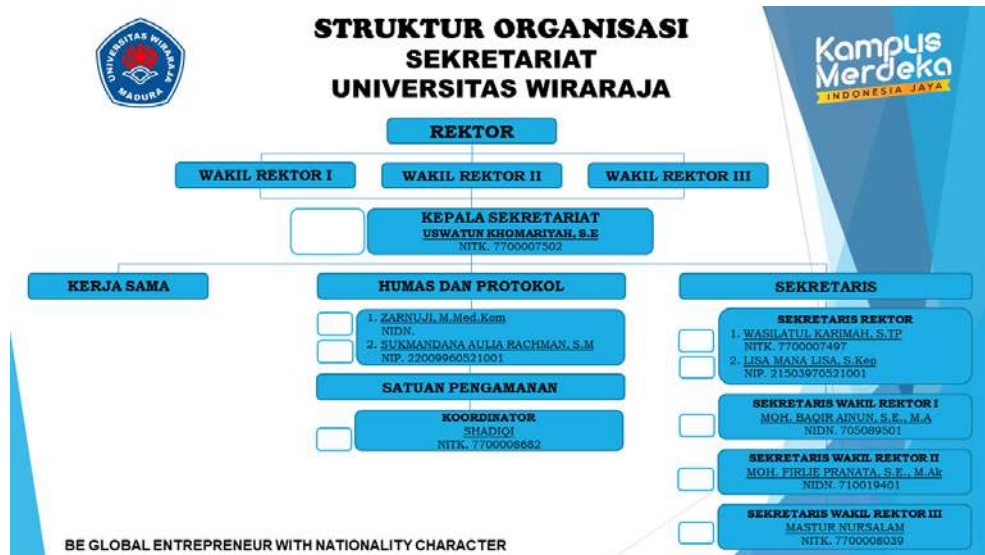 UNIVERSITAS WIRARAJA
MADURA
STRUKTUR ORGANISASI
SEKRETARIAT
UNIVERSITAS WIRARAJA
Kampus
Merdeka
INDONESIA JAYA
REKTOR
WAKIL REKTOR I
WAKIL REKTOR II
WAKIL REKTOR III
KEPALA SEKRETARIAT
USWATUN KHOMARIYAH, S.E
NITK. 7700007502
KERJA SAMA
HUMAS DAN PROTOKOL
1. ZARNUJI, M.Med.Kom
NIDN.
2. SUKMANDANA AULIA RACHMAN, S.M
NIP. 22009960521001
SATUAN PENGAMANAN
KOORDINATOR
SHADIQI
NITK. 7700008682
SEKRETARIS
SEKRETARIS REKTOR
1. WASILATUL KARIMAH, S.TP
NITK. 7700007497
2. LISA MANA LISA, S.Kep
NIP. 21503970521001
SEKRETARIS WAKIL REKTOR I
MOH. BAQIR AINUN, S.E., M.A
NIDN. 705089501
SEKRETARIS WAKIL REKTOR II
MOH. FIRLIE PRANATA, S.E., M.Ak
NIDN. 710019401
SEKRETARIS WAKIL REKTOR III
MASTUR NURSALAM
NITK. 7700008039
BE GLOBAL ENTREPRENEUR WITH NATIONALITY CHARACTER